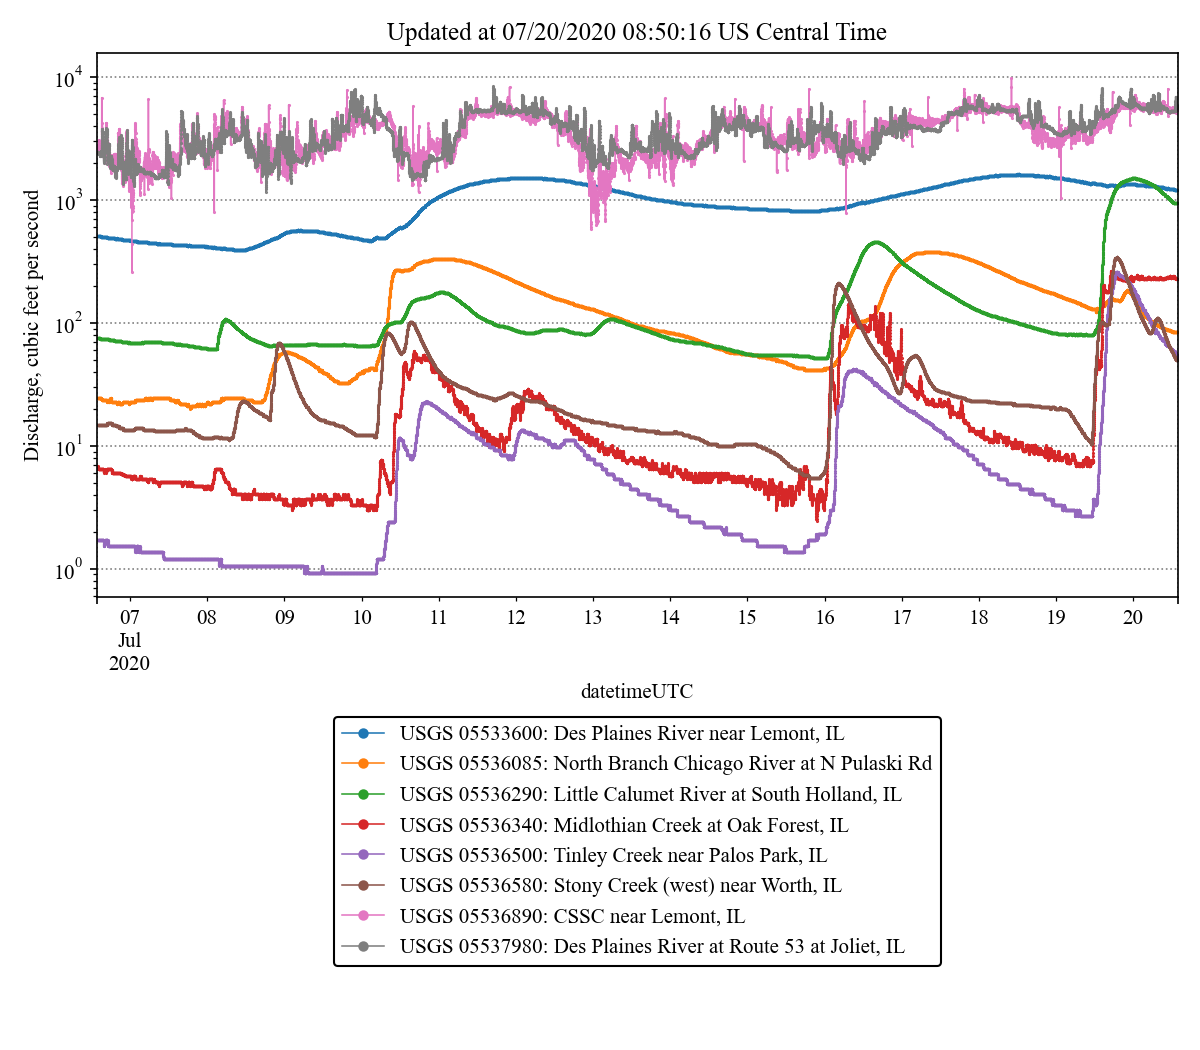 Updated at 07/20/2020 08:50:16 US Central Time
Discharge, cubic feet per second
10^4
10^3
10^2
10^1
10^0
07 08 09 10 11 12 13 14 15 16 17 18 19 20
Jul
2020
datetimeUTC
USGS 05533600: Des Plaines River near Lemont, IL
USGS 05536085: North Branch Chicago River at N Pulaski Rd
USGS 05536290: Little Calumet River at South Holland, IL
USGS 05536340: Midlothian Creek at Oak Forest, IL
USGS 05536500: Tinley Creek near Palos Park, IL
USGS 05536580: Stony Creek (west) near Worth, IL
USGS 05536890: CSSC near Lemont, IL
USGS 05537980: Des Plaines River at Route 53 at Joliet, IL